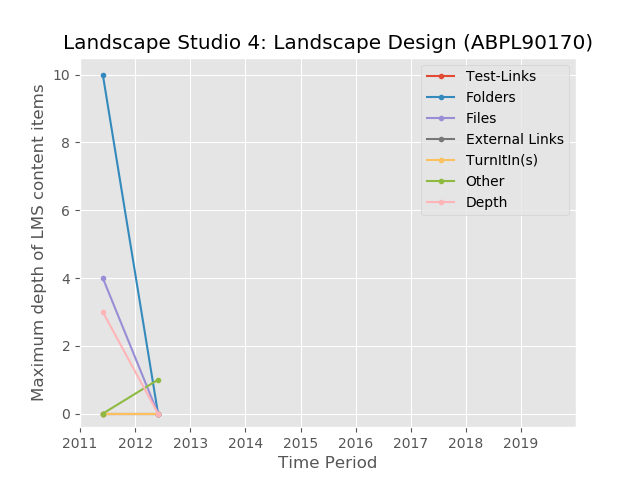 Landscape Studio 4: Landscape Design (ABPL90170)
Maximum depth of LMS content items
10
8
6
4
2
0
Test-Links
Folders
Files
External Links
TurnItIn(s)
Other
Depth
2011 2012 2013 2014 2015 2016 2017 2018 2019
Time Period